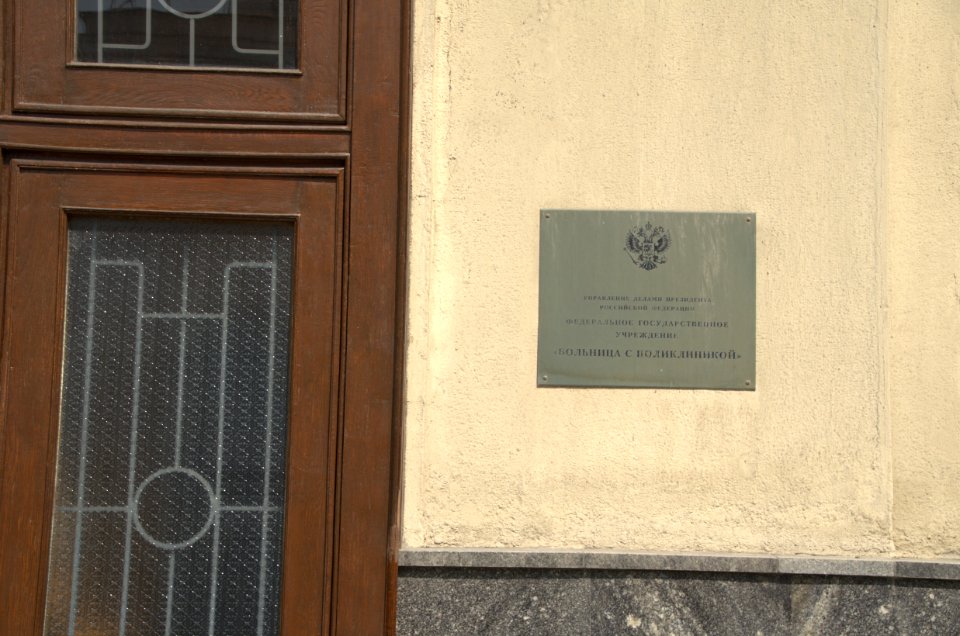 УПРАВЛЕНИЕ ДЕЛАМИ ПРЕЗИДЕНТА
РОССИЙСКОЙ ФЕДЕРАЦИИ
ФЕДЕРАЛЬНОЕ ГОСУДАРСТВЕННОЕ
УЧРЕЖДЕНИЕ
«БОЛЬНИЦА С ПОЛИКЛИНИКОЙ»